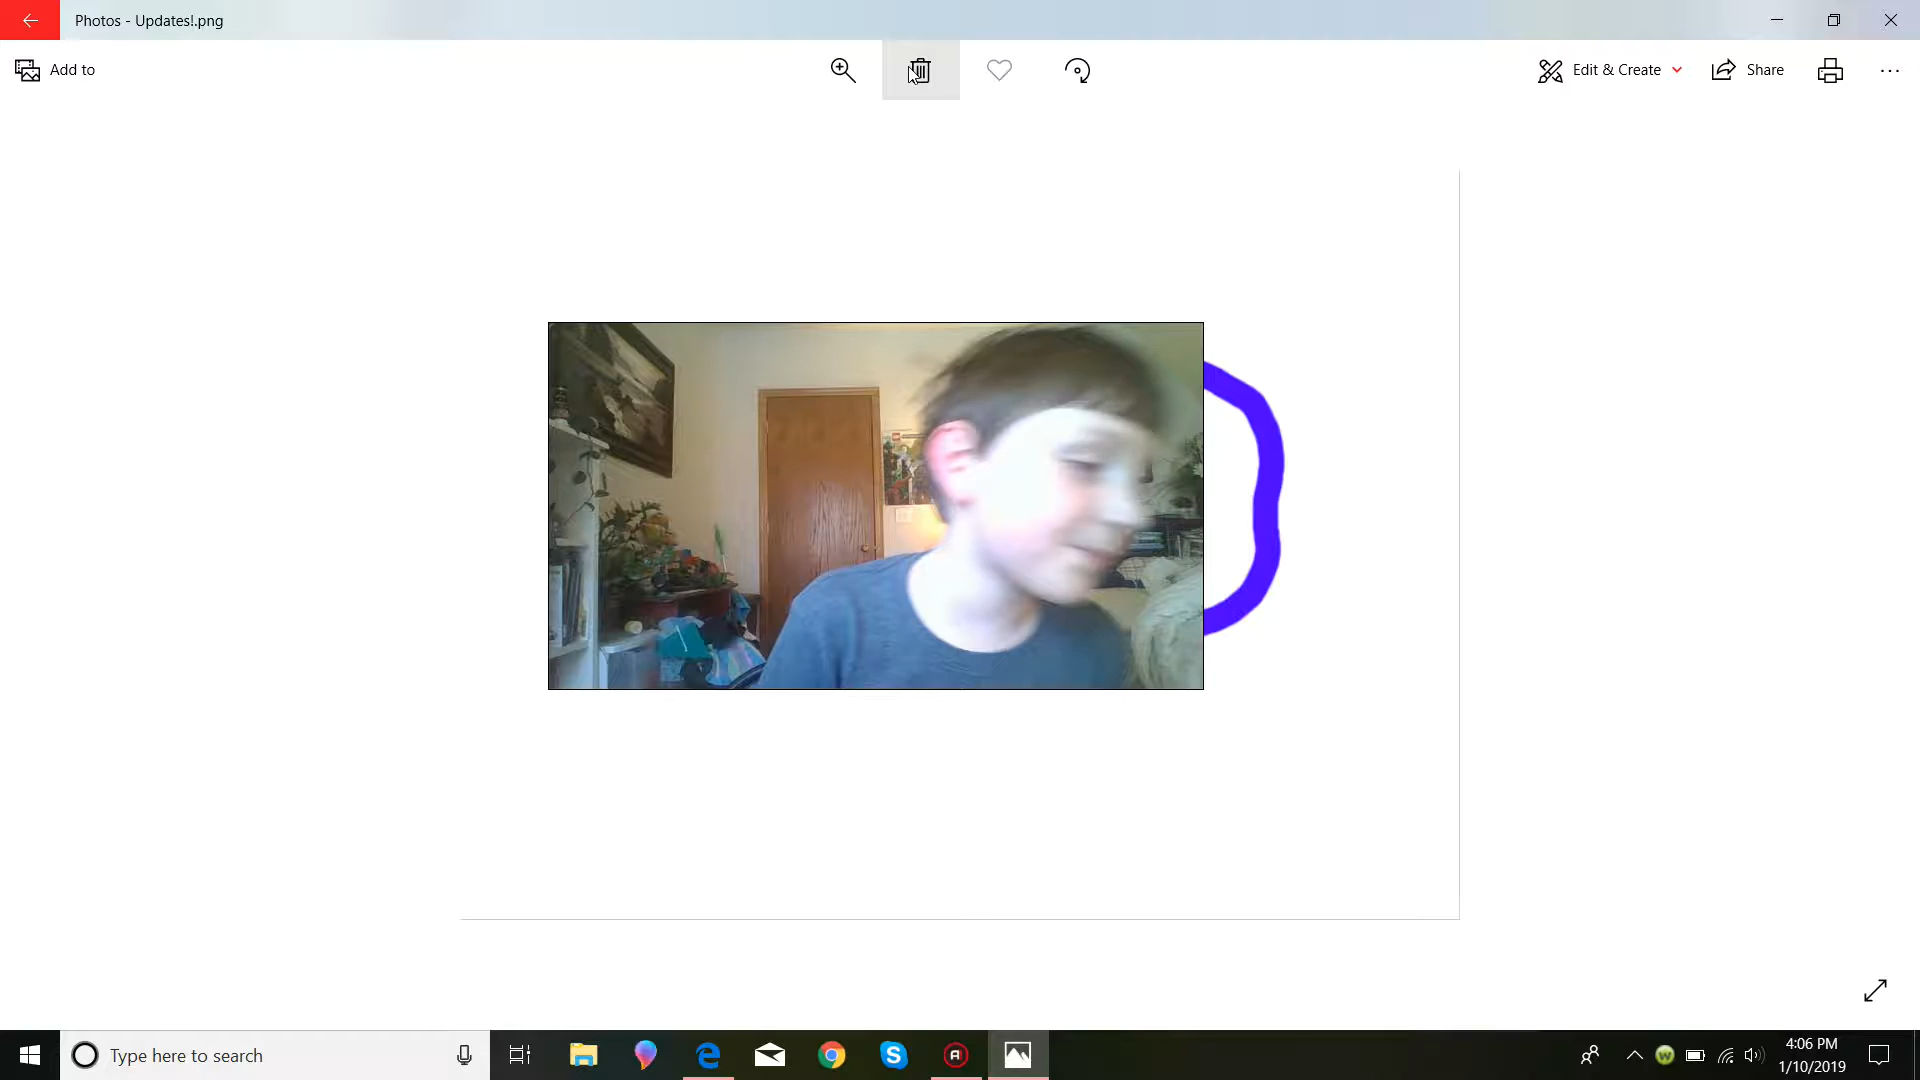 Photos - Updates!.png
Add to
Edit & Create
Share
Type here to search
4:06 PM
1/10/2019